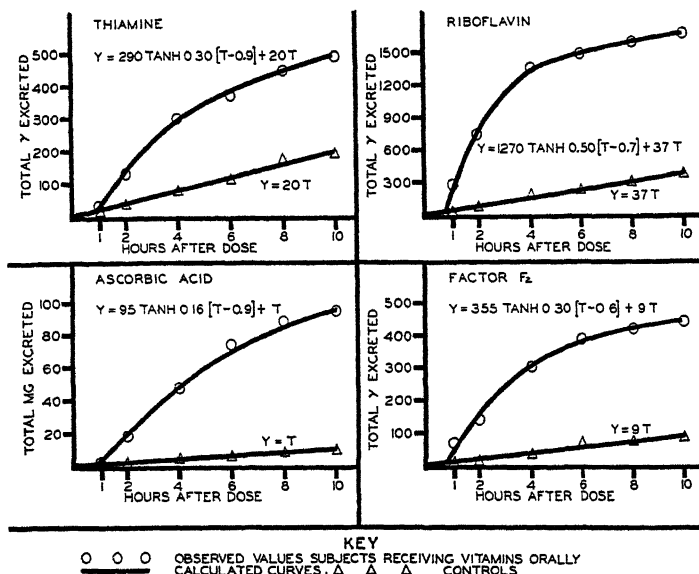 THIAMINE
Y = 290 TANH 0 30 [T-0.9] + 20 T
TOTAL γ EXCRETED
500
400
300
200
100
Y = 20 T
1 2 4 6 8 10
HOURS AFTER DOSE
RIBOFLAVIN
TOTAL γ EXCRETED
1500
1200
900
600
300
Y = 1270 TANH 0.50 [T-0.7] + 37 T
Y = 37 T
1 2 4 6 8 10
HOURS AFTER DOSE
ASCORBIC ACID
Y = 95 TANH 0 16 [T-0.9] + T
TOTAL MG EXCRETED
100
80
60
40
20
Y = T
1 2 4 6 8 10
HOURS AFTER DOSE
FACTOR F2
Y = 355 TANH 0 30 [T-0 6] + 9 T
TOTAL γ EXCRETED
500
400
300
200
100
Y = 9 T
1 2 4 6 8 10
HOURS AFTER DOSE
KEY
OBSERVED VALUES SUBJECTS RECEIVING VITAMINS ORALLY
CALCULATED CURVES, CONTROLS